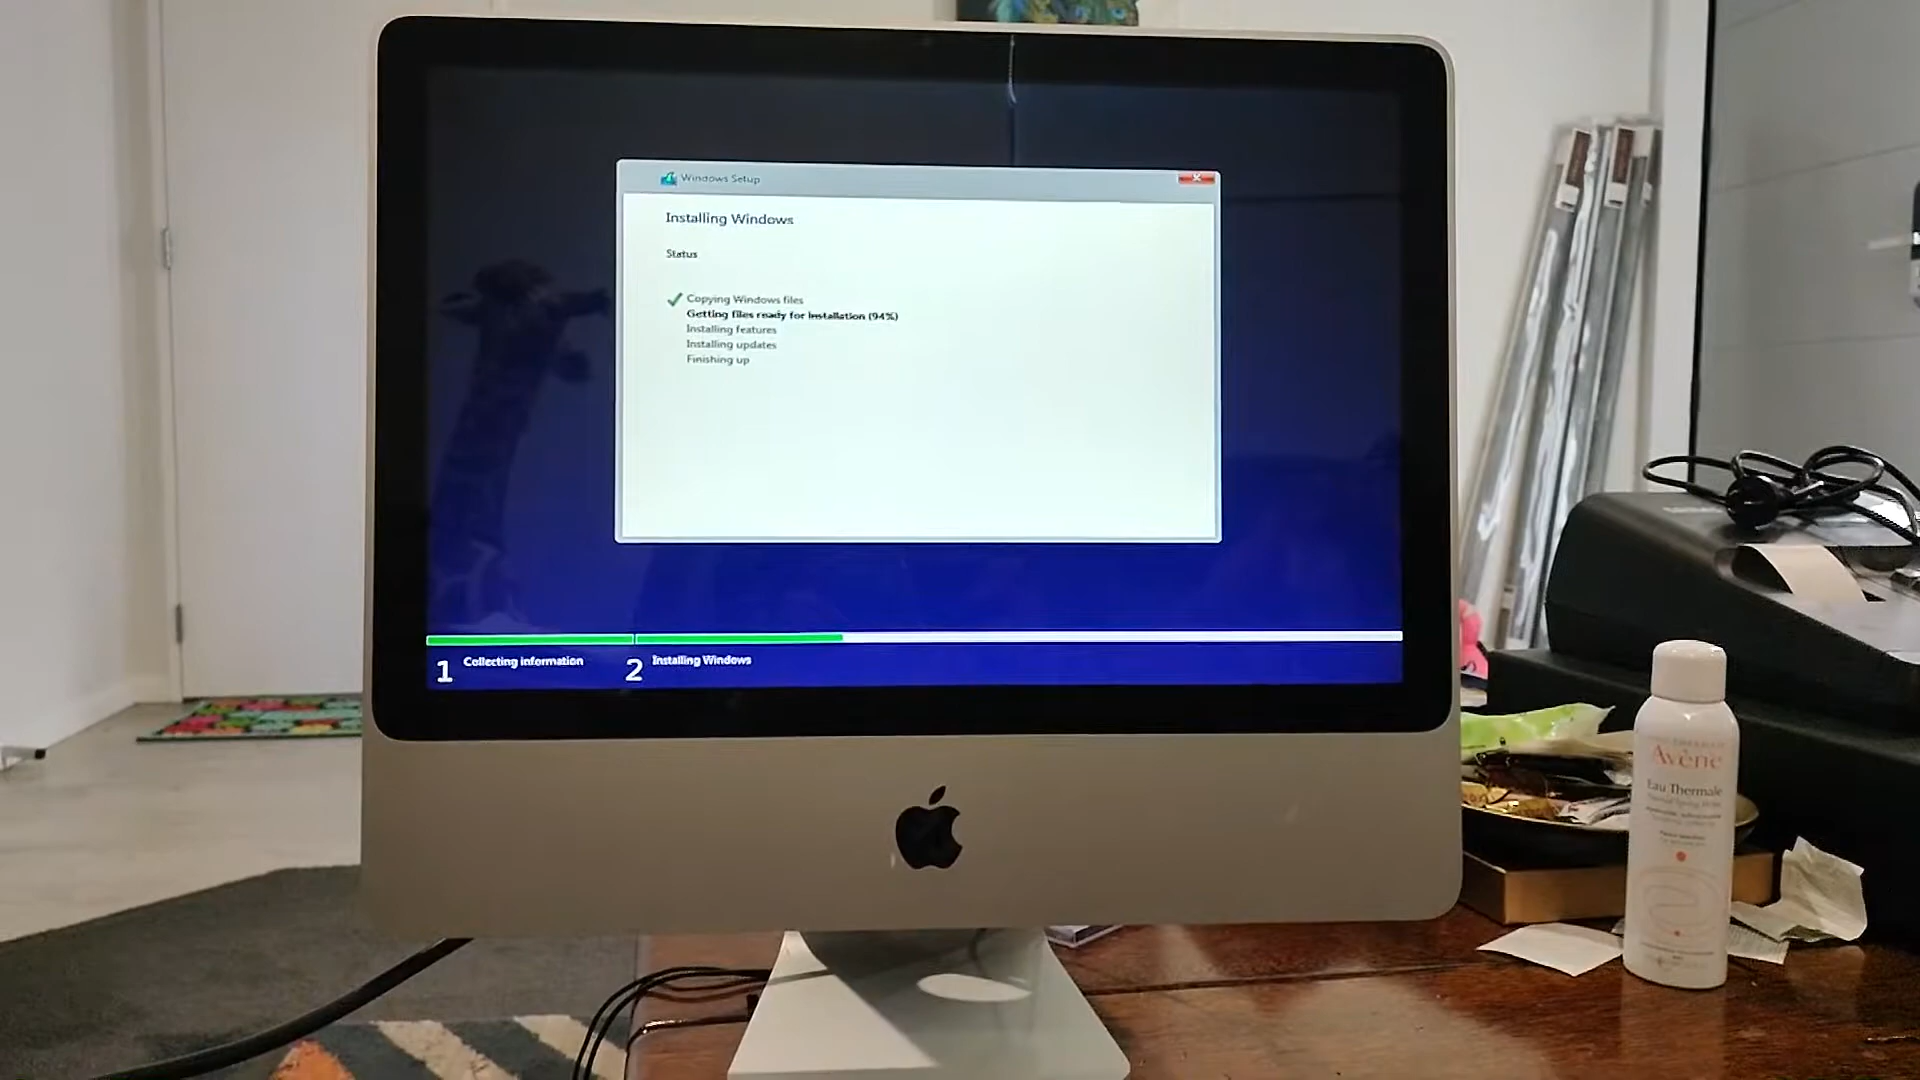 Windows Setup
Installing Windows
Status
Copying Windows files
Getting files ready for installation (94%)
Installing features
Installing updates
Finishing up
1 Collecting information
2 Installing Windows
Avène
Eau Thermale